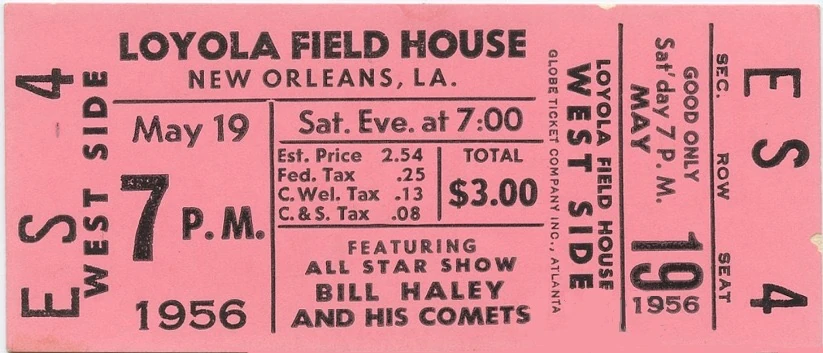 E S 4
WEST SIDE
LOYOLA FIELD HOUSE
NEW ORLEANS, LA.
May 19
7 P.M.
1956
Sat. Eve. at 7:00
Est. Price 2.54
Fed. Tax .25
C. Wel. Tax .13
C. & S. Tax .08
TOTAL
$3.00
FEATURING
ALL STAR SHOW
BILL HALEY
AND HIS COMETS
LOYOLA FIELD HOUSE
WEST SIDE
GLOBE TICKET COMPANY INC., ATLANTA
GOOD ONLY
Sat'day 7 P.M.
MAY
19
1956
SEC. ROW SEAT
E S 4